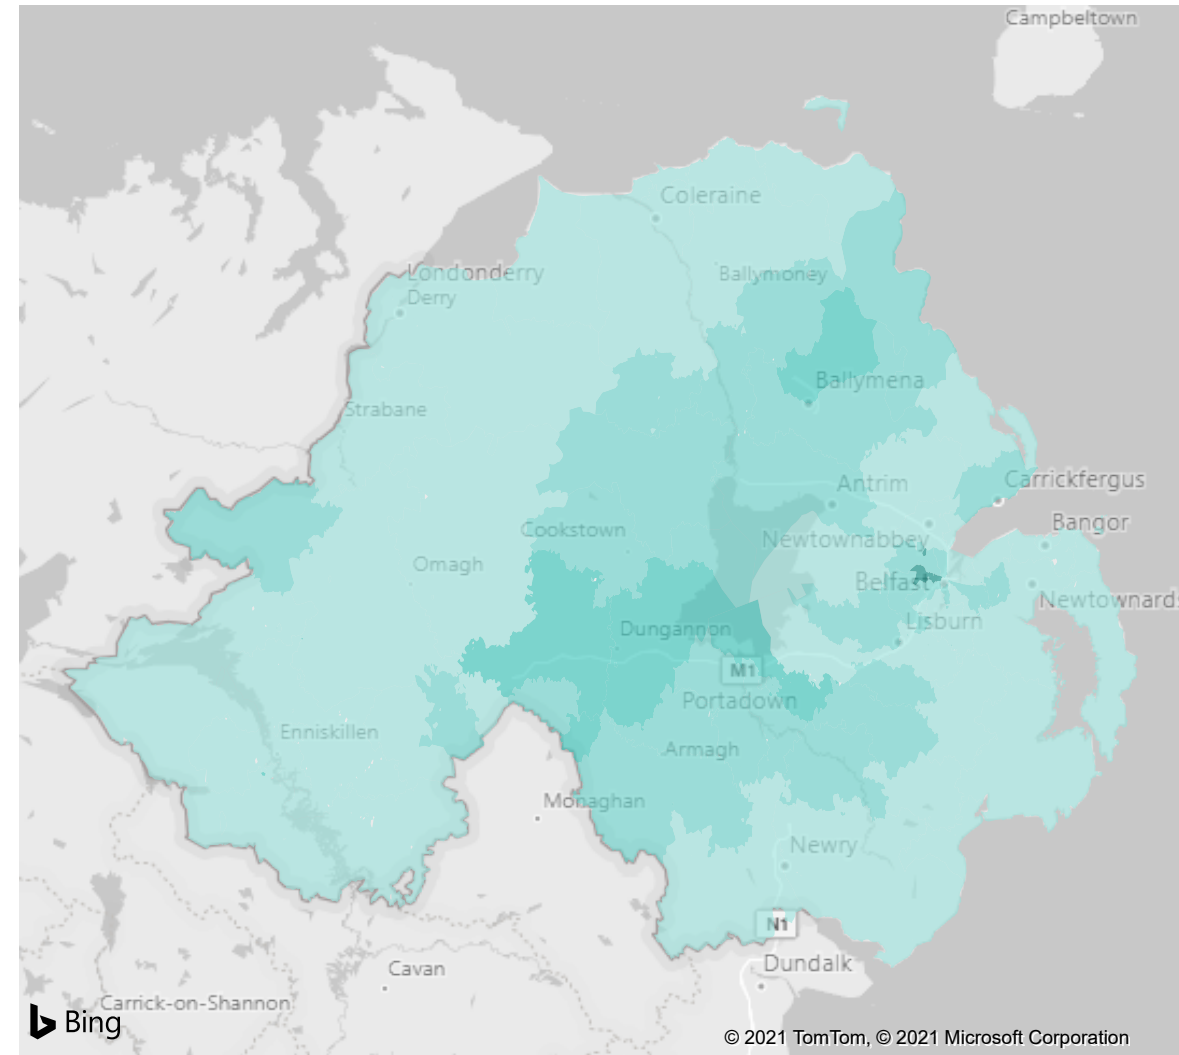 Campbeltown
Coleraine
Londonderry
Derry
Ballymoney
Ballymena
Strabane
Carrickfergus
Antrim
Bangor
Cookstown
Newtownabbey
Omagh
Belfast
Newtownards
Lisburn
Dungannon
M1
Portadown
Enniskillen
Armagh
Monaghan
Newry
N1
Dundalk
Cavan
Carrick-on-Shannon
Bing
© 2021 TomTom, © 2021 Microsoft Corporation